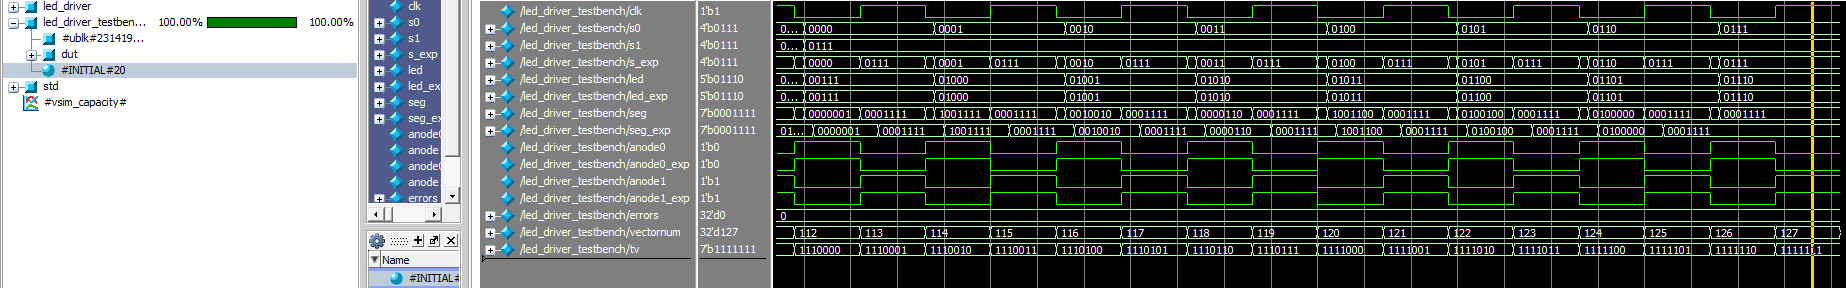 led_driver
led_driver_testben... 100.00% 100.00%
#ublk#231419...
dut
#INITIAL#20
std
#vsim_capacity#
clk
s0
s1
s_exp
led
led_ex
seg
seg_ex
anode0
anode
anode0
anode
errors
Name
#INITIAL#
/led_driver_testbench/clk 1'b1
/led_driver_testbench/s0 4'b0111 0... 0000 0001 0010 0011 0100 0101 0110 0111
/led_driver_testbench/s1 4'b0111 0... 0111
/led_driver_testbench/s_exp 4'b0111 0... 0000 0111 0001 0111 0010 0111 0011 0111 0100 0111 0101 0111 0110 0111 0111
/led_driver_testbench/led 5'b01110 0... 00111 01000 01001 01010 01011 01100 01101 01110
/led_driver_testbench/led_exp 5'b01110 0... 00111 01000 01001 01010 01011 01100 01101 01110
/led_driver_testbench/seg 7'b0001111 0000001 0001111 1001111 0001111 0010010 0001111 0000110 0001111 1001100 0001111 0100100 0001111 0100000 0001111 0001111
/led_driver_testbench/seg_exp 7'b0001111 01... 0000001 0001111 1001111 0001111 0010010 0001111 0000110 0001111 1001100 0001111 0100100 0001111 0100000 0001111
/led_driver_testbench/anode0 1'b0
/led_driver_testbench/anode0_exp 1'b0
/led_driver_testbench/anode1 1'b1
/led_driver_testbench/anode1_exp 1'b1
/led_driver_testbench/errors 32'd0 0
/led_driver_testbench/vectornum 32'd127 112 113 114 115 116 117 118 119 120 121 122 123 124 125 126 127
/led_driver_testbench/tv 7'b1111111 1110000 1110001 1110010 1110011 1110100 1110101 1110110 1110111 1111000 1111001 1111010 1111011 1111100 1111101 1111110 1111111